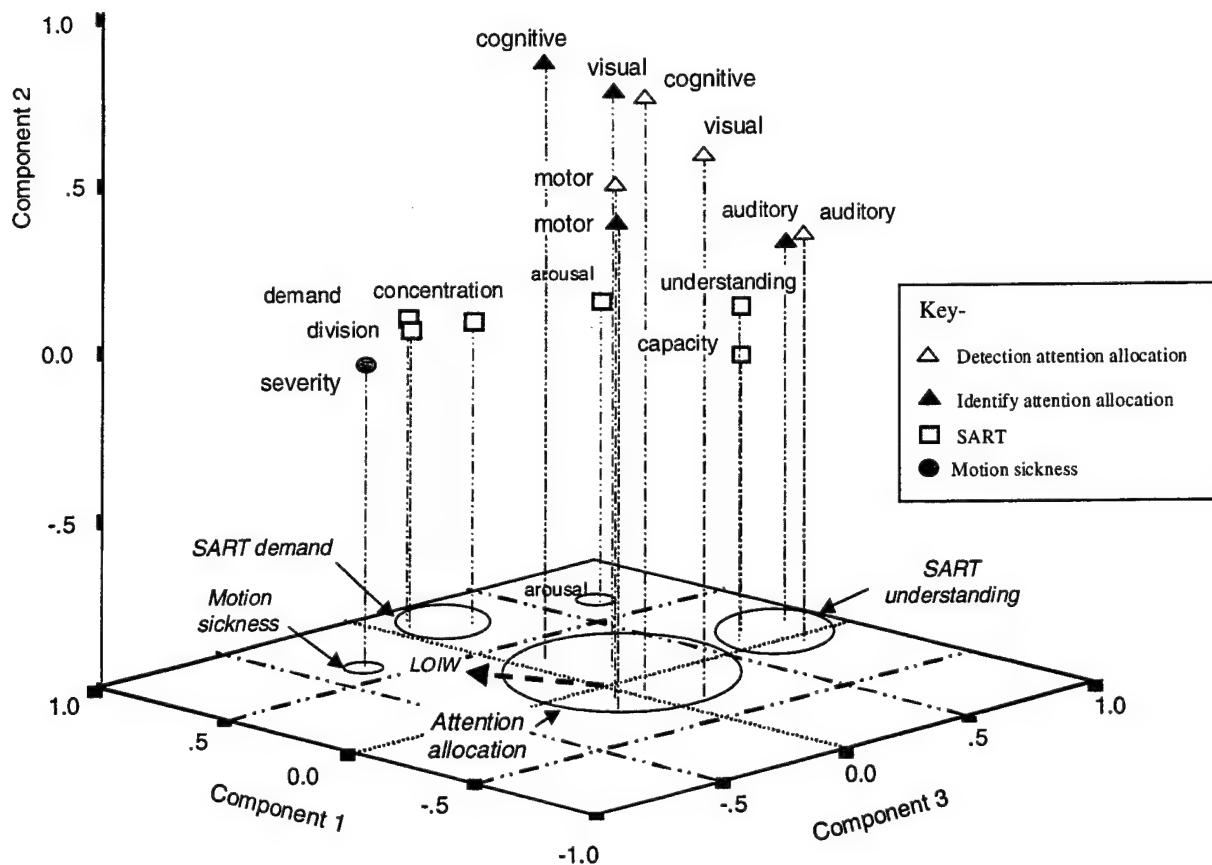 1.0
cognitive
visual
cognitive
visual
Component 2
.5
motor
motor
auditory
auditory
arousal
understanding
demand
concentration
division
capacity
0.0
severity
Key-
Detection attention allocation
Identify attention allocation
SART
Motion sickness
-.5
SART demand
Motion
sickness
arousal
SART
understanding
LOIW
Attention
allocation
1.0
.5
0.0
-.5
-1.0
Component 1
-.5
0.0
.5
1.0
Component 3